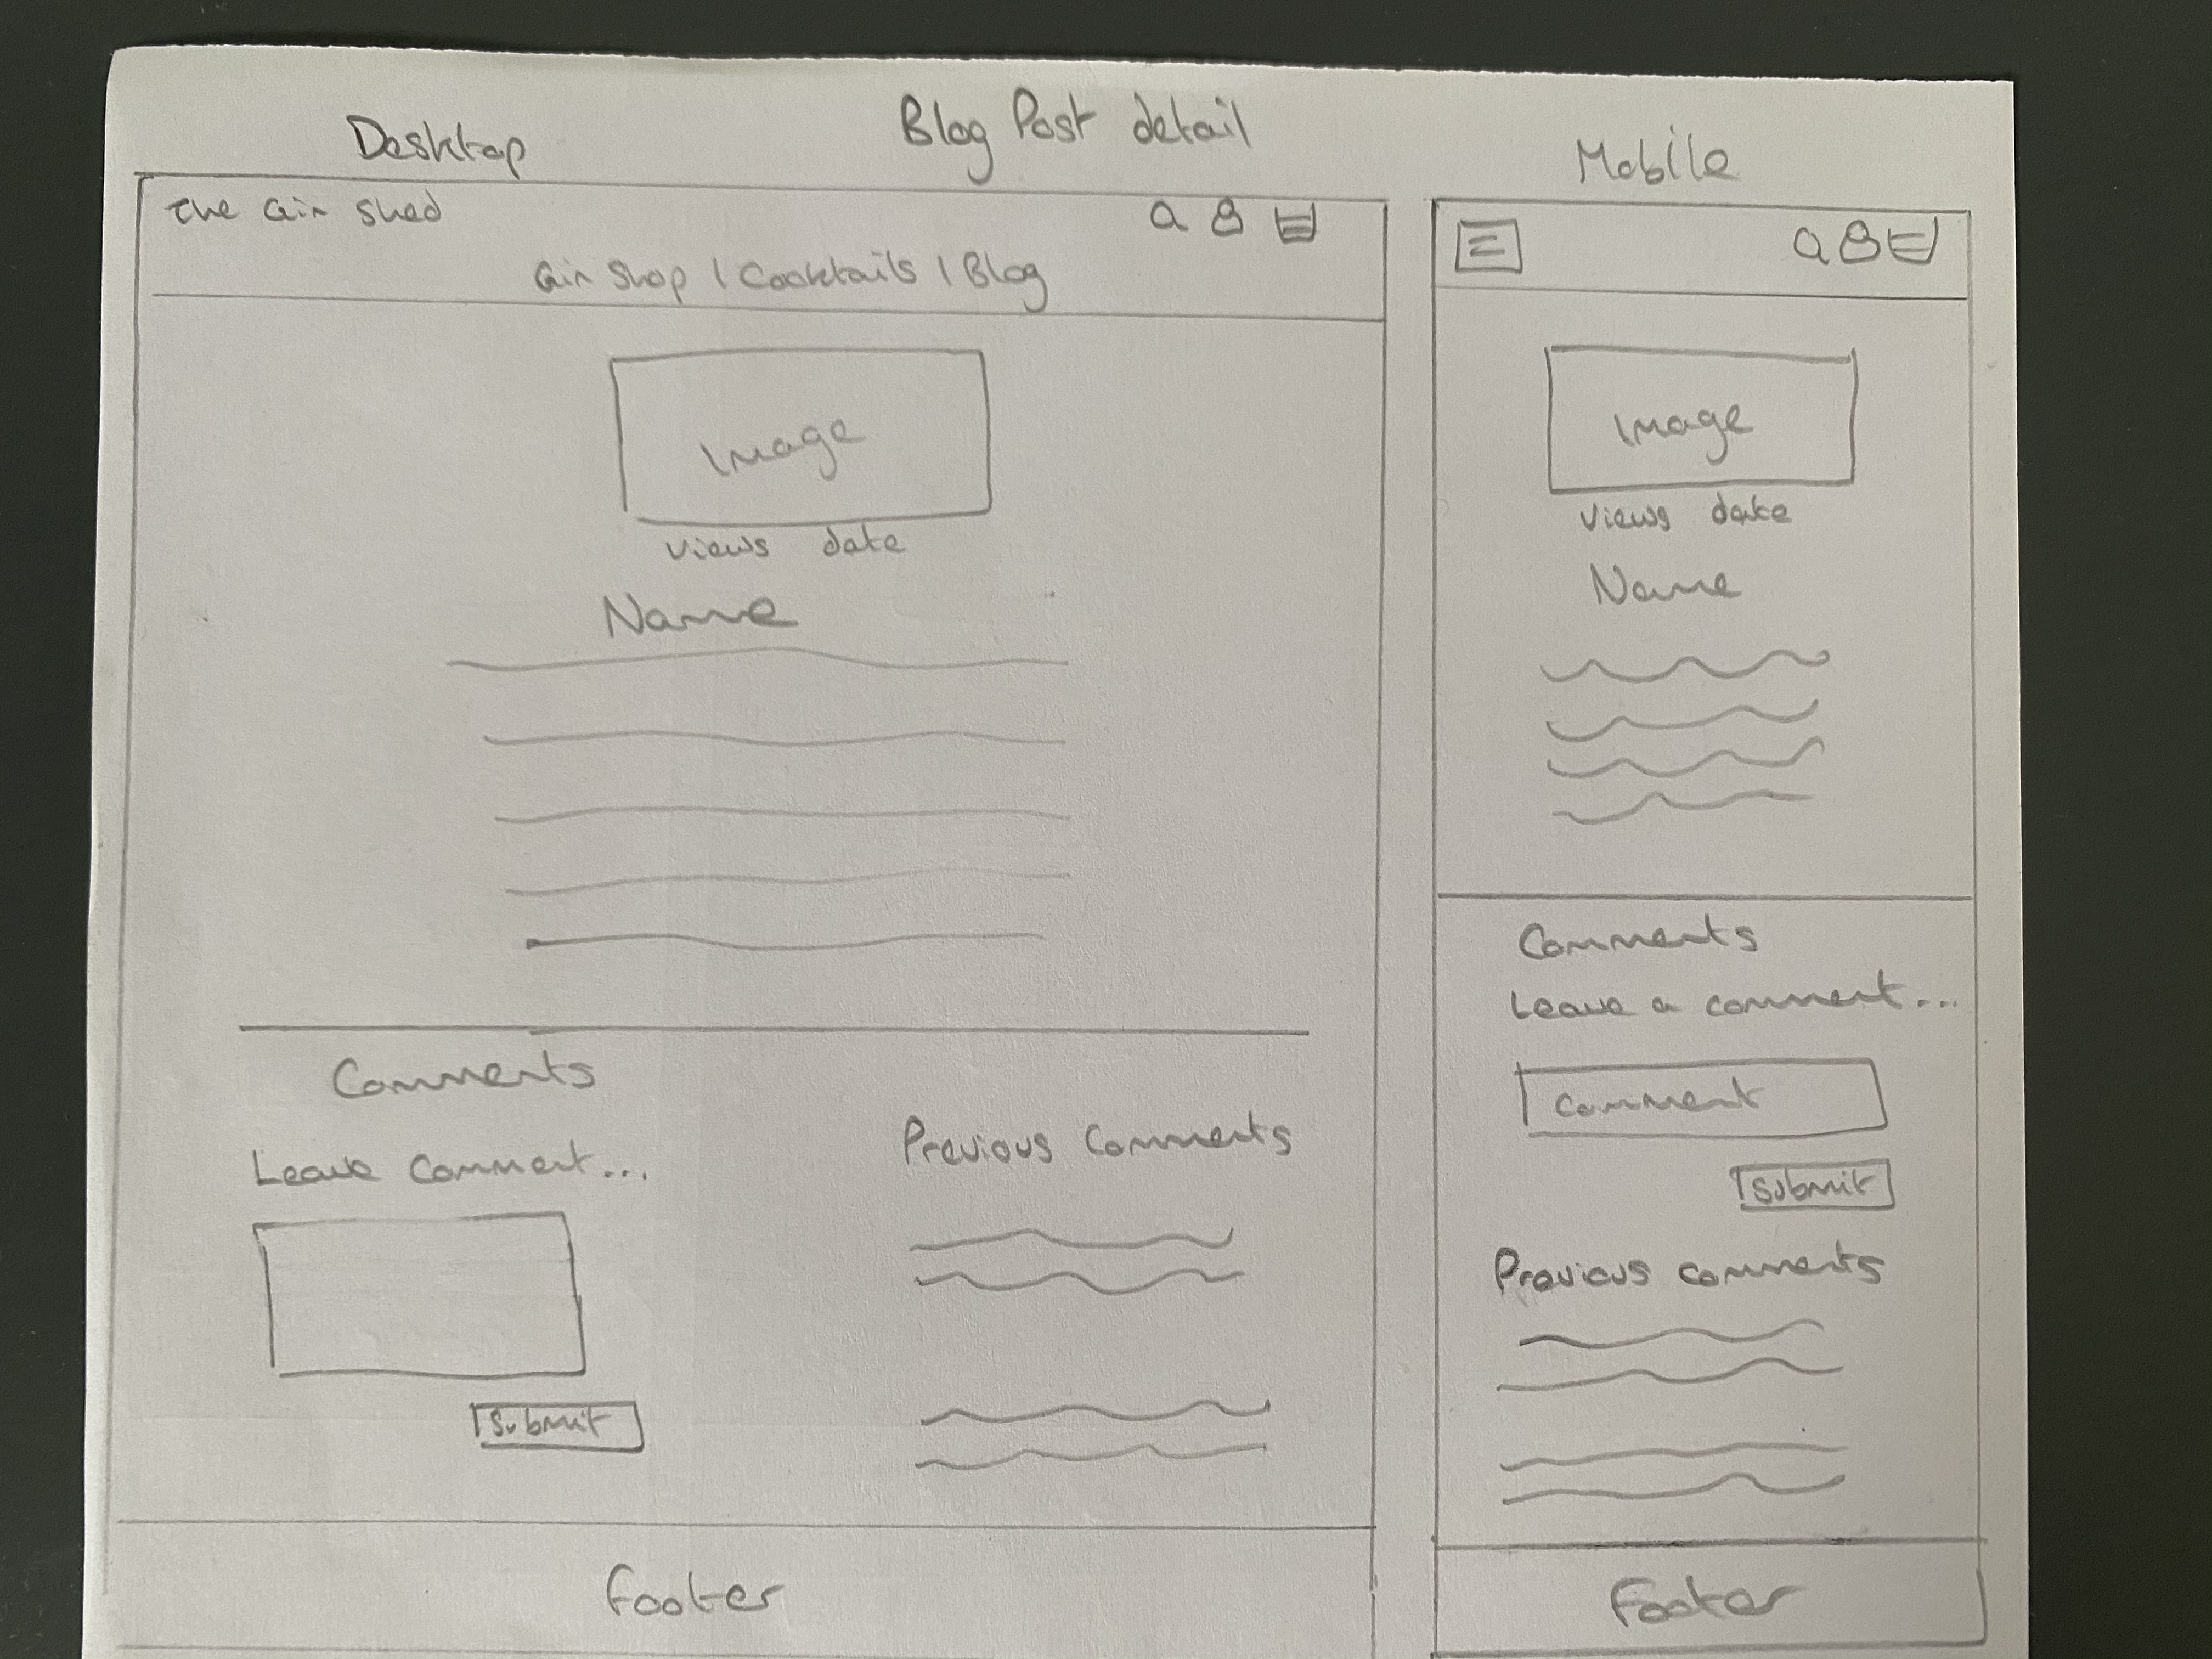 Blog Post detail
Desktop
The Gin Shed
Gin Shop | Cocktails | Blog
Image
views date
Name
Comments
Leave Comment...
Submit
Previous Comments
Footer
Mobile
Image
views date
Name
Comments
Leave a comment...
Comment
Submit
Previous comments
Footer